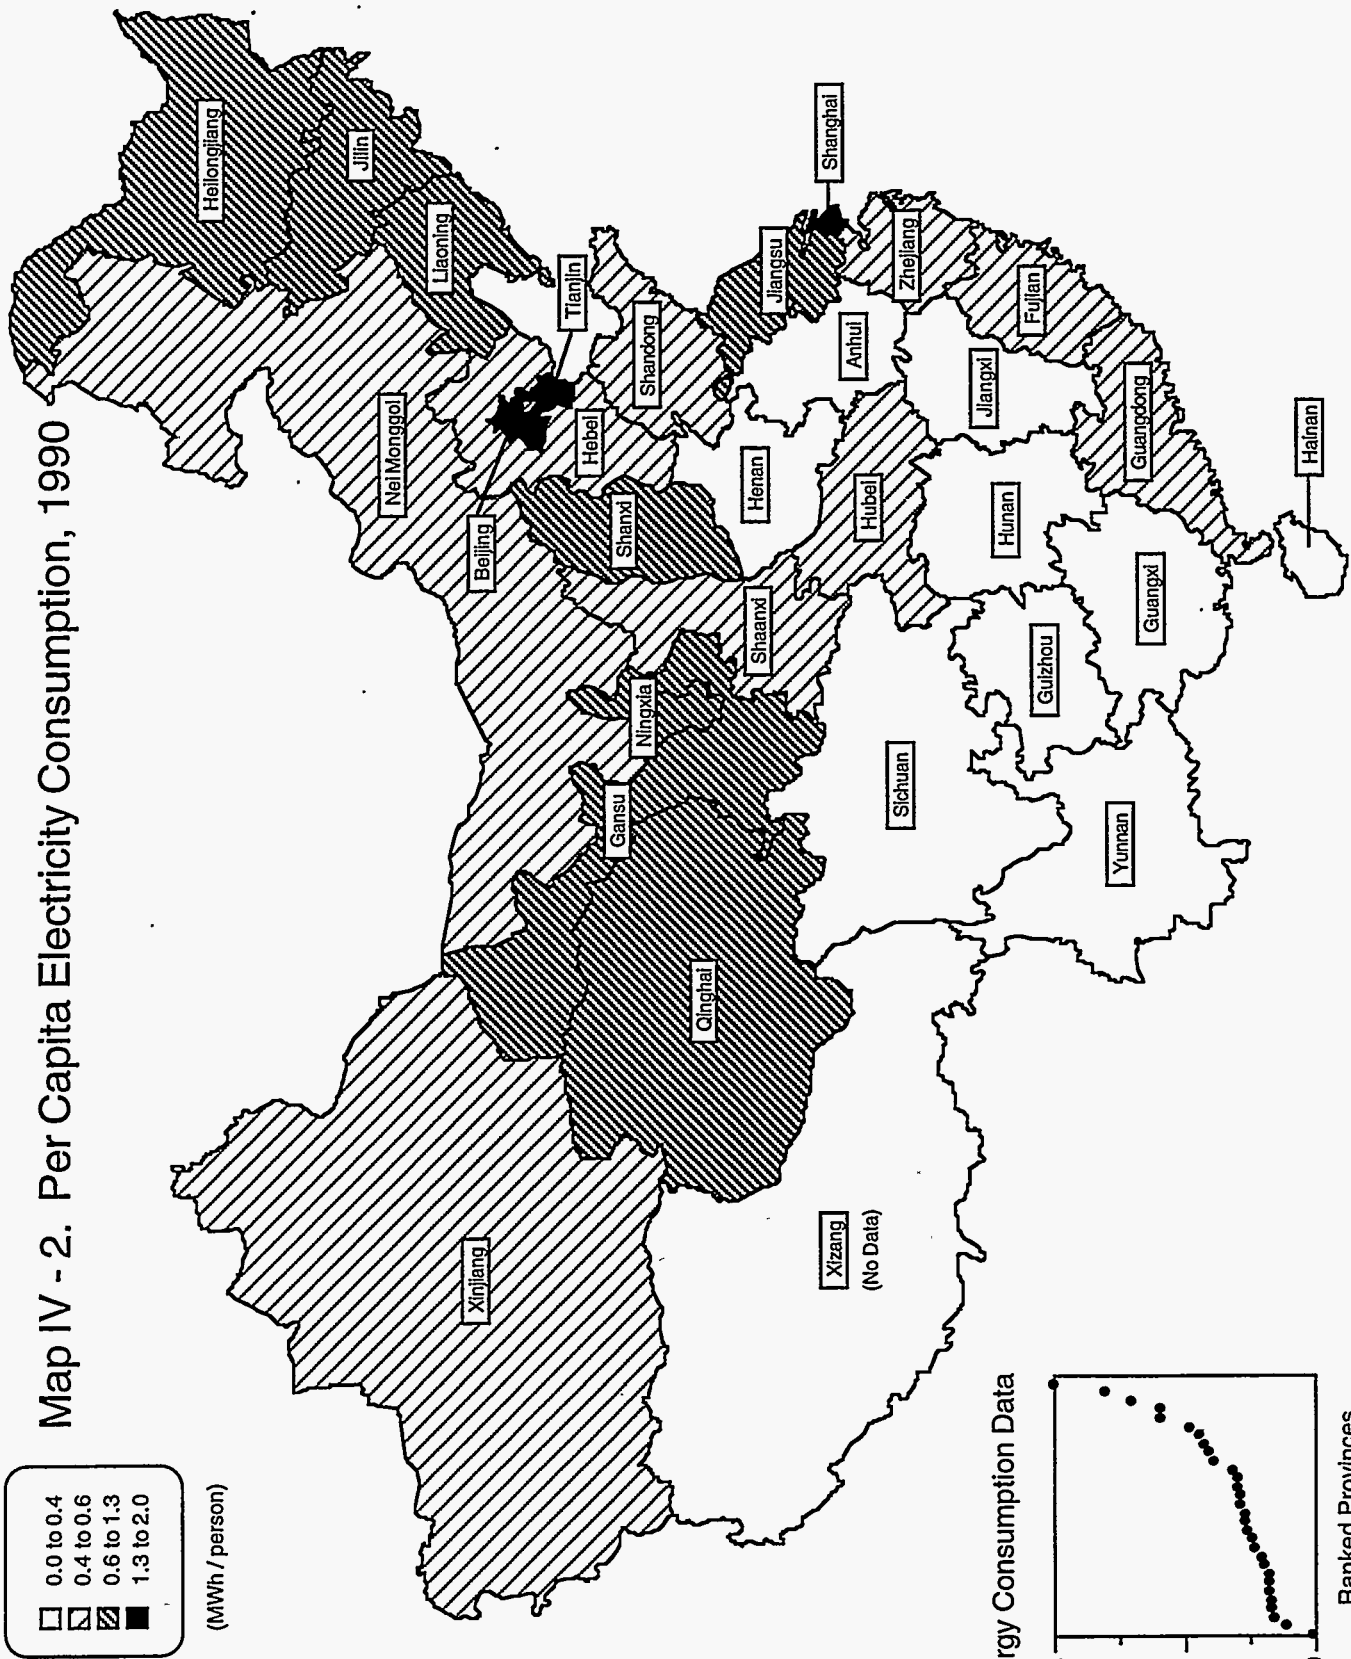 Map IV - 2. Per Capita Electricity Consumption, 1990
0.0 to 0.4
0.4 to 0.6
0.6 to 1.3
1.3 to 2.0
(MWh / person)
Heilongjiang
Jilin
Liaoning
Nei Monggol
Beijing
Tianjin
Hebei
Shandong
Shanxi
Shaanxi
Ningxia
Gansu
Qinghai
Xinjiang
Xizang
(No Data)
Henan
Jiangsu
Shanghai
Anhui
Zhejiang
Hubei
Sichuan
Hunan
Jiangxi
Fujian
Guizhou
Yunnan
Guangxi
Guangdong
Hainan
rgy Consumption Data
Ranked Provinces